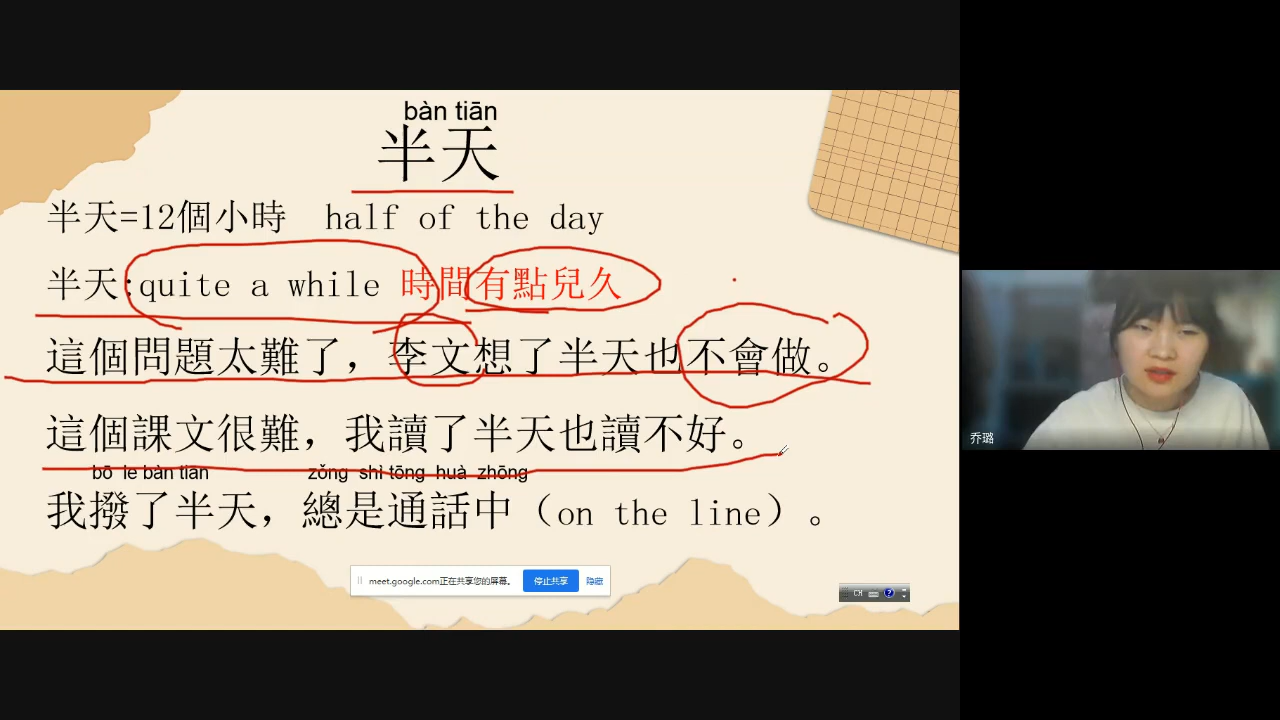 bàn tiān
半天
半天=12個小時 half of the day
半天:quite a while 時間有點兒久
這個問題太難了，李文想了半天也不會做。
這個課文很難，我讀了半天也讀不好。
bō le bàn tiān zǒng shì tōng huà zhōng
我撥了半天，總是通話中（on the line）。
meet.google.com正在共享您的屏幕。 停止共享 隐藏
CH
乔璐